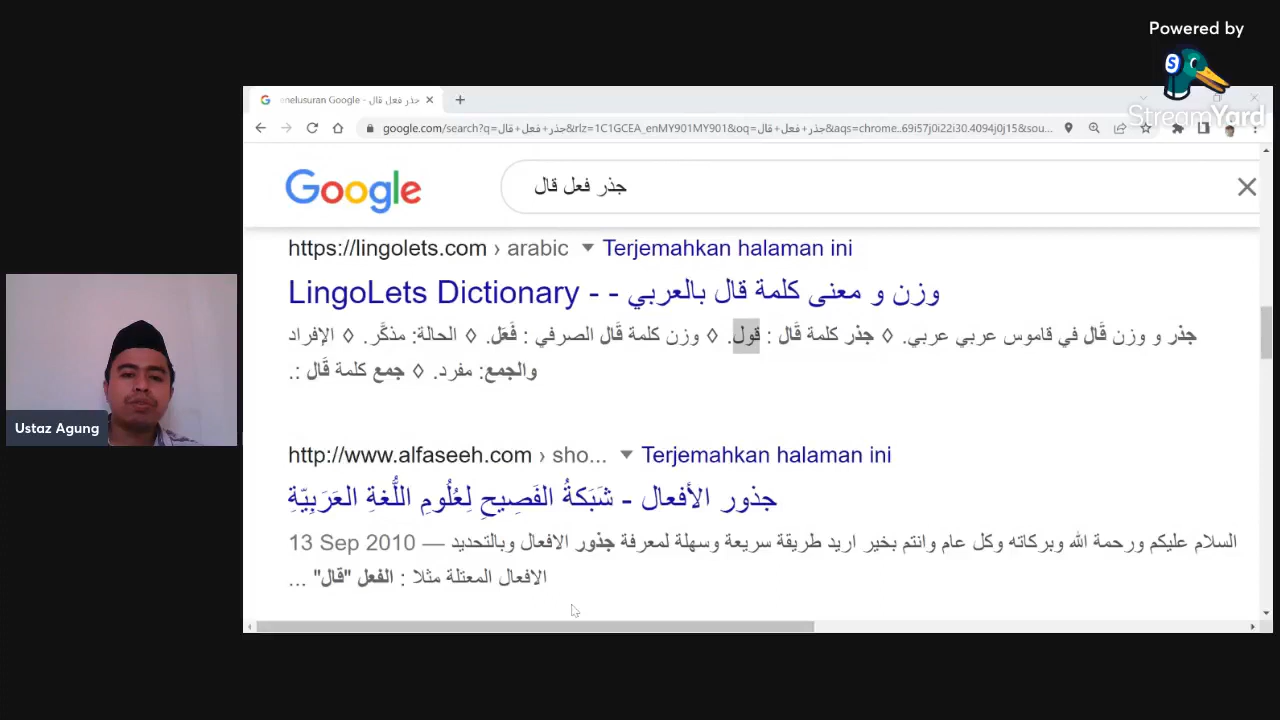 Powered by
StreamYard
enelusuran Google - جذر فعل قال
google.com/search?q=جذر+فعل+قال&rlz=1C1GCEA_enMY901MY901&oq=جذر+فعل+قال&aqs=chrome..69i57j0i22i30.4094j0j15&sou...
Google
جذر فعل قال
https://lingolets.com › arabic Terjemahkan halaman ini
LingoLets Dictionary - - وزن و معنى كلمة قال بالعربي
جذر و وزن قَال في قاموس عربي عربي. ◊ جذر كلمة قَال : قول. ◊ وزن كلمة قَال الصرفي : فَعَل. ◊ الحالة: مذكَّر. ◊ الإفراد
والجمع: مفرد. ◊ جمع كلمة قَال :.
http://www.alfaseeh.com › sho... Terjemahkan halaman ini
جذور الأفعال - شَبَكةُ الفَصِيحِ لِعُلُومِ اللُّغةِ العَرَبِيّةِ
13 Sep 2010 — السلام عليكم ورحمة الله وبركاته وكل عام وانتم بخير اريد طريقة سريعة وسهلة لمعرفة جذور الافعال وبالتحديد
الافعال المعتلة مثلا : الفعل "قال" ...
Ustaz Agung